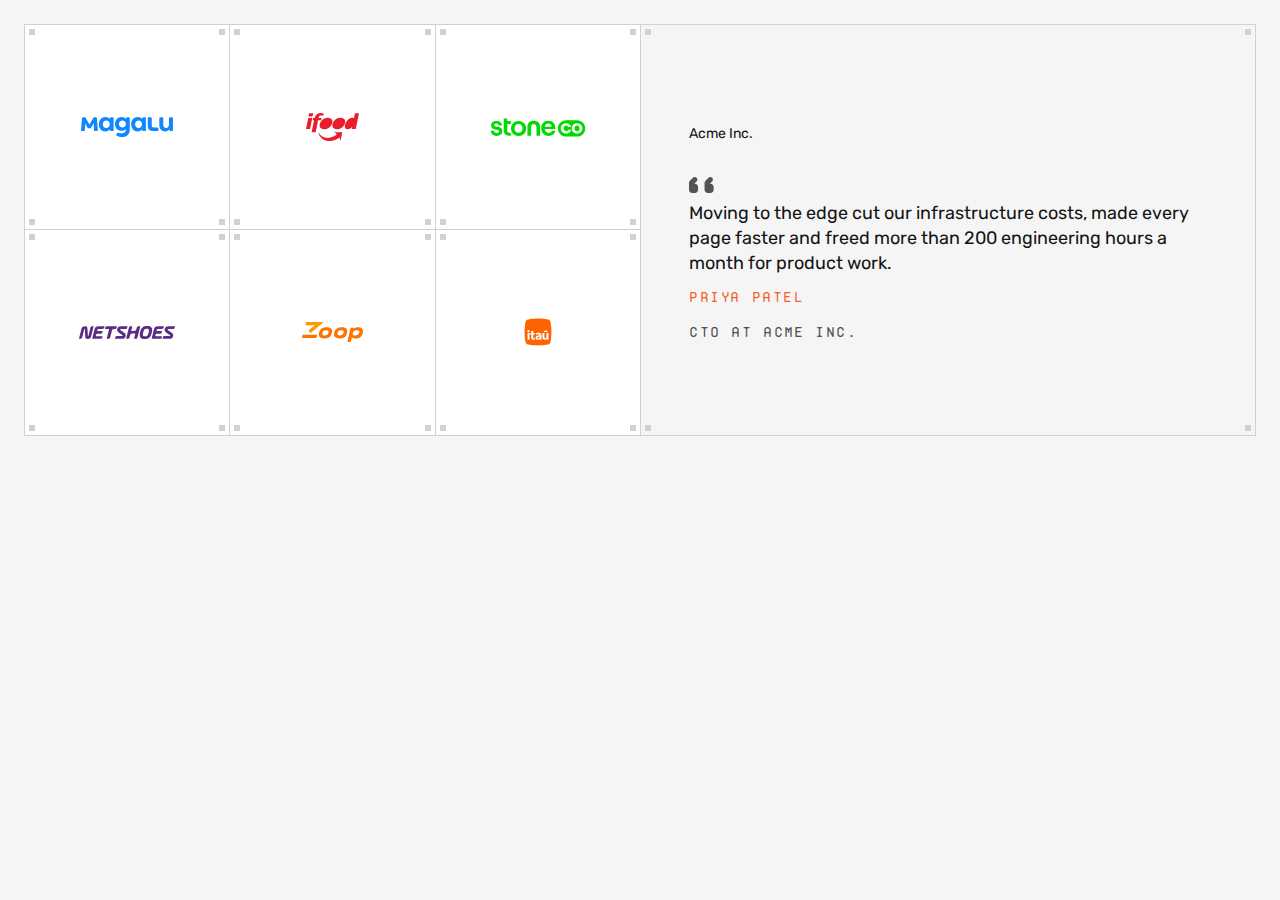 magalu
ifood
stone co
Acme Inc.
Moving to the edge cut our infrastructure costs, made every
page faster and freed more than 200 engineering hours a
month for product work.
PRIYA PATEL
CTO AT ACME INC.
NETSHOES
Zoop
itaú